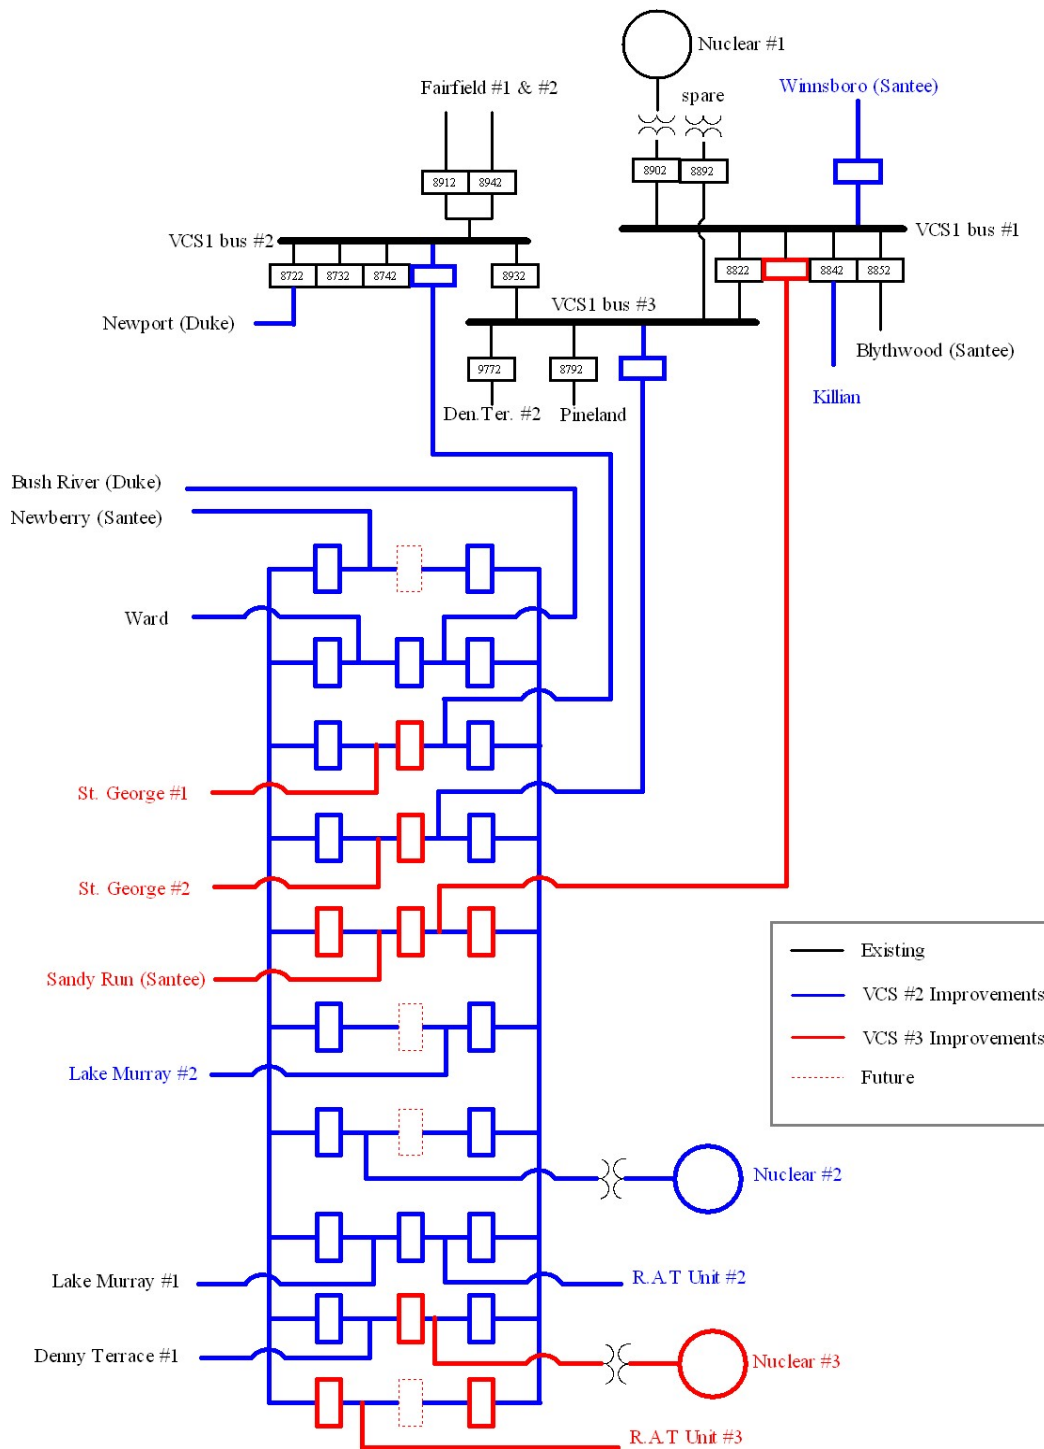 Nuclear #1
Fairfield #1 & #2
spare
Winnsboro (Santee)
8902
8892
8912
8942
VCS1 bus #2
VCS1 bus #1
8722
8732
8742
8932
8822
8842
8852
VCS1 bus #3
Newport (Duke)
Blythwood (Santee)
9772
8792
Killian
Den.Ter. #2
Pineland
Bush River (Duke)
Newberry (Santee)
Ward
St. George #1
St. George #2
Sandy Run (Santee)
Existing
VCS #2 Improvements
VCS #3 Improvements
Future
Lake Murray #2
Nuclear #2
Lake Murray #1
R.A.T Unit #2
Denny Terrace #1
Nuclear #3
R.A.T Unit #3